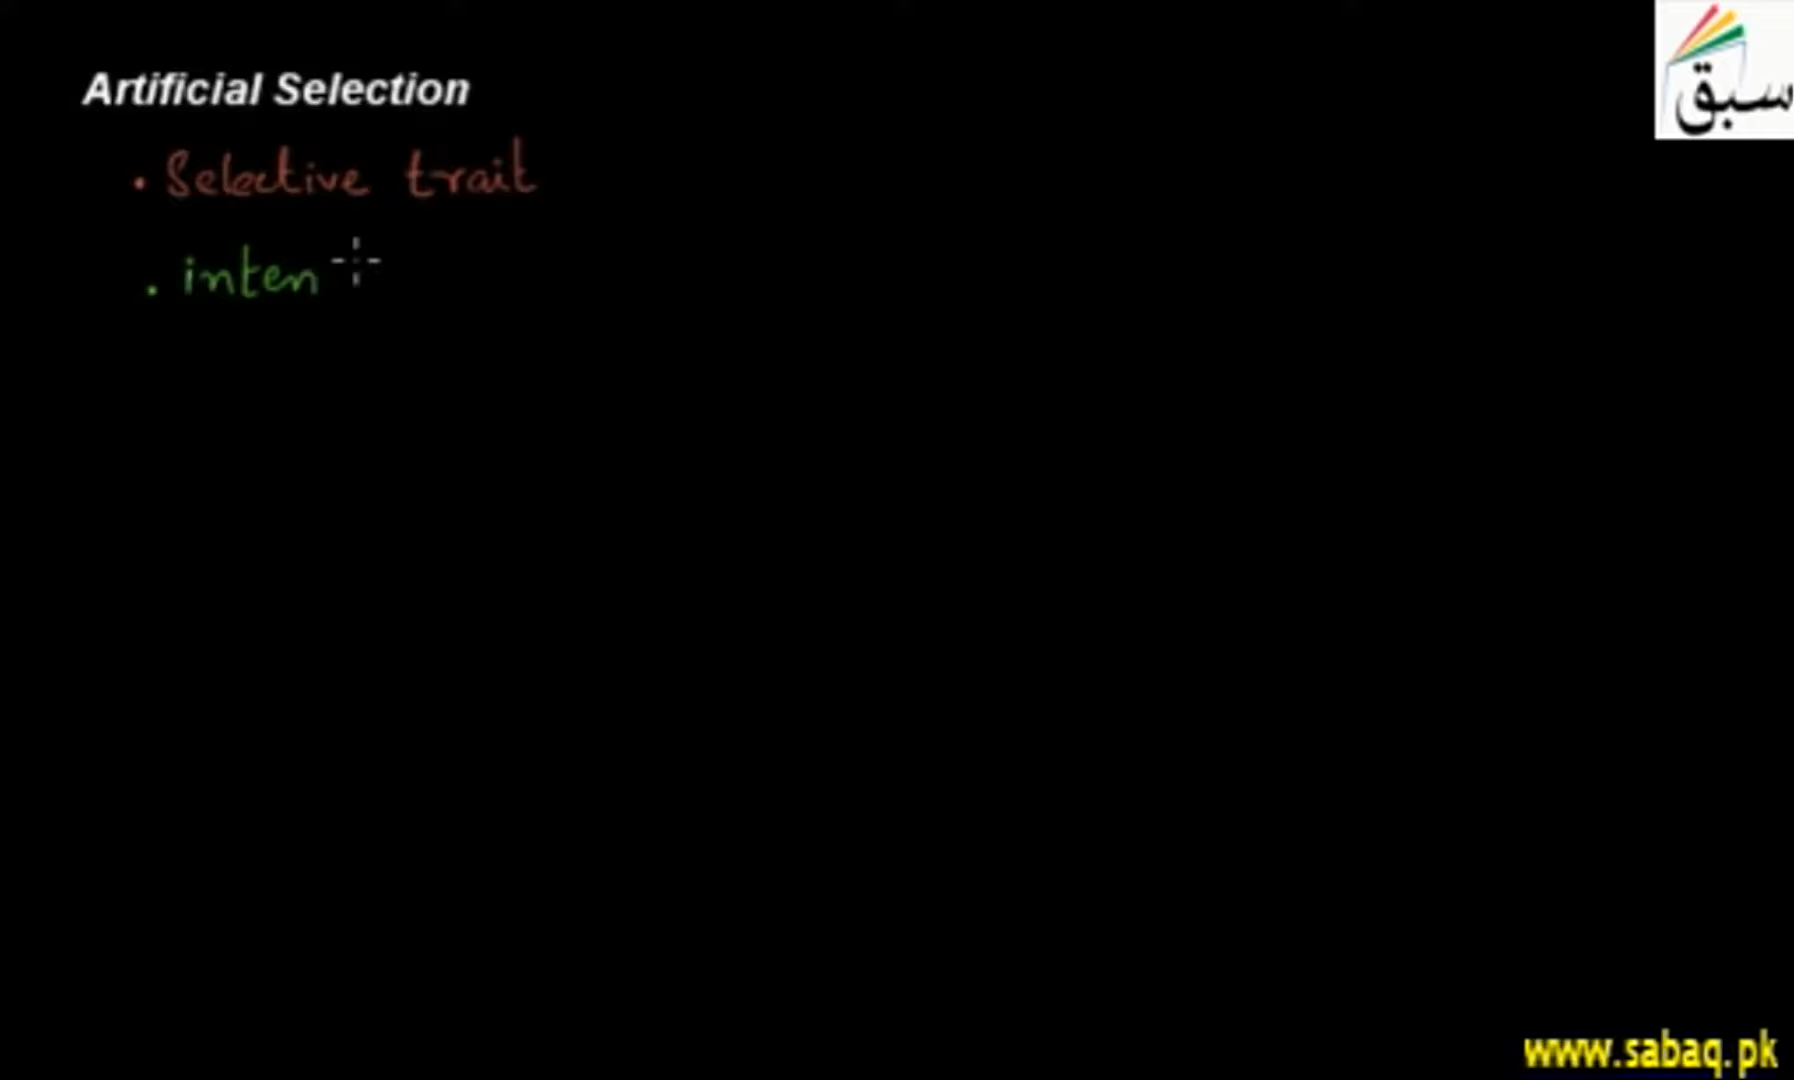 Artificial Selection
. Selective trait
. inten
سبق
www.sabaq.pk